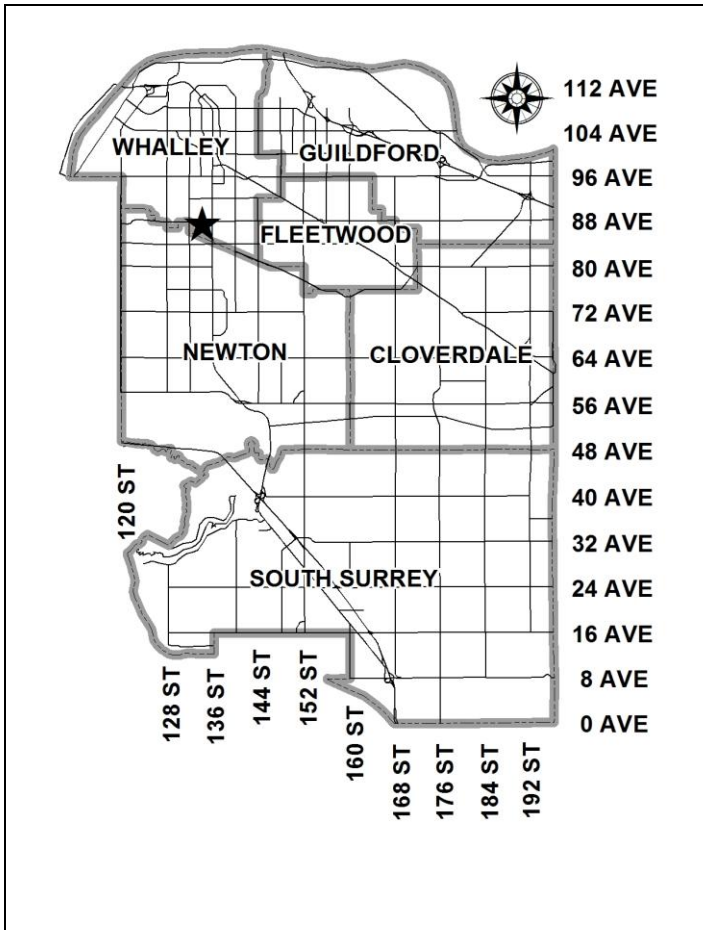 112 AVE
104 AVE
WHALLEY
GUILDFORD
96 AVE
88 AVE
FLEETWOOD
80 AVE
72 AVE
NEWTON
CLOVERDALE
64 AVE
56 AVE
48 AVE
120 ST
40 AVE
32 AVE
SOUTH SURREY
24 AVE
16 AVE
8 AVE
0 AVE
128 ST
136 ST
144 ST
152 ST
160 ST
168 ST
176 ST
184 ST
192 ST